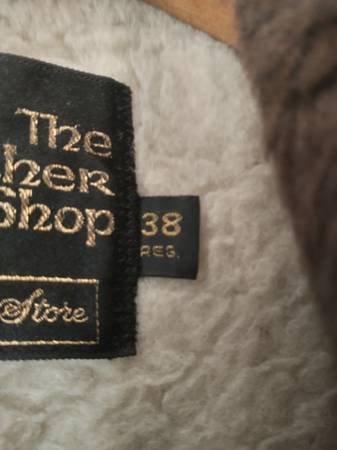 The
her
Shop
38
REG.
Store